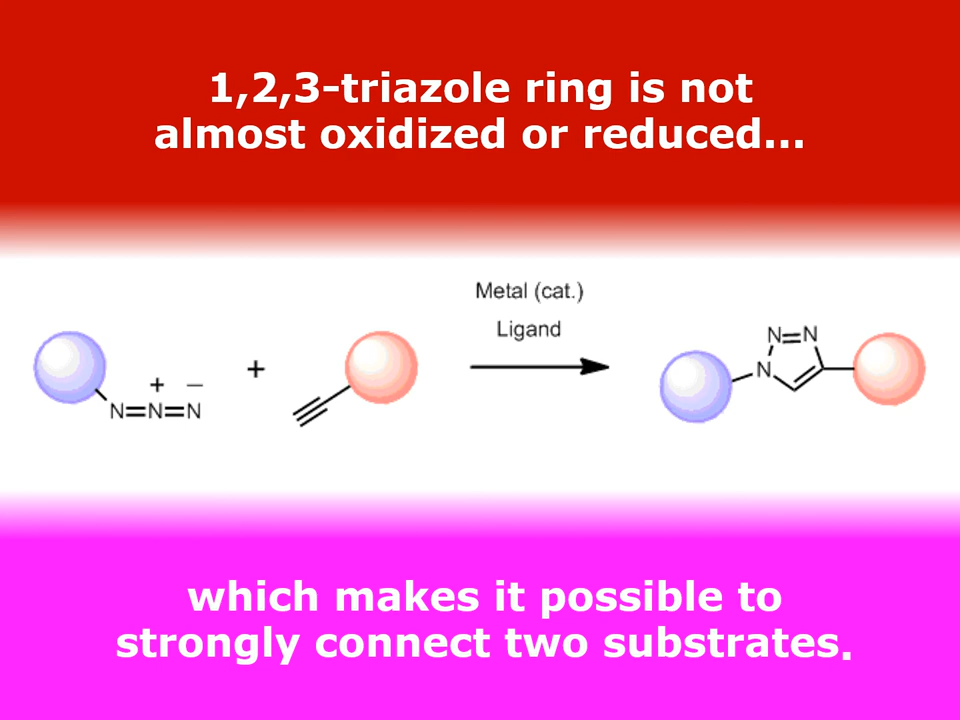 1,2,3-triazole ring is not
almost oxidized or reduced...
Metal (cat.)
Ligand
+ −
N=N=N
+
N=N
N
which makes it possible to
strongly connect two substrates.